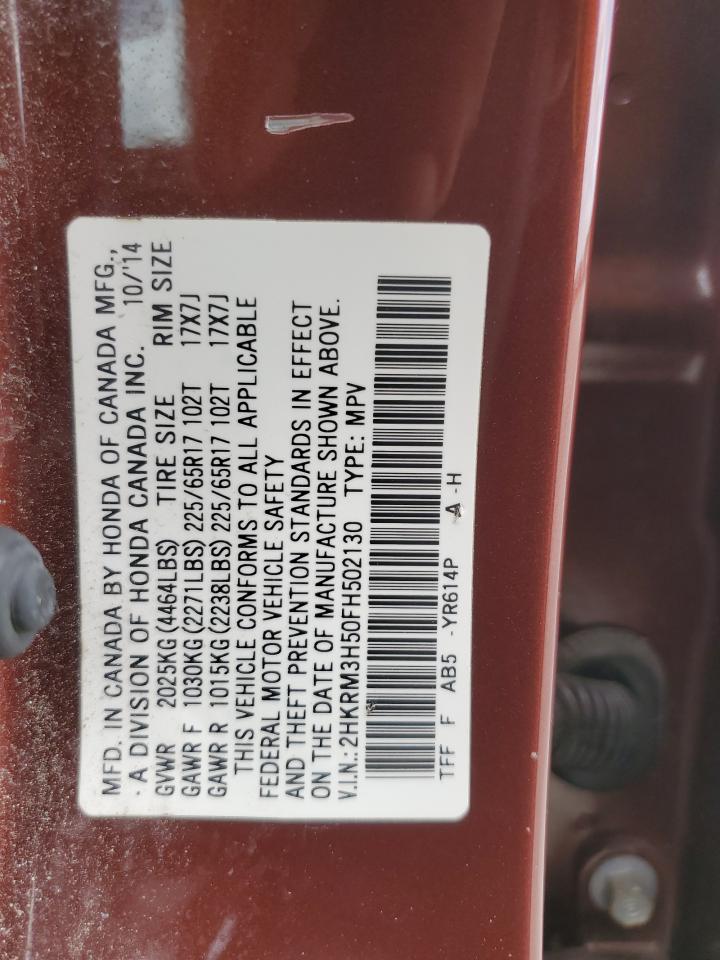 MFD. IN CANADA BY HONDA OF CANADA MFG.,
· A DIVISION OF HONDA CANADA INC. 10/'14
GVWR 2025KG (4464LBS) TIRE SIZE RIM SIZE
GAWR F 1030KG (2271LBS) 225/65R17 102T 17X7J
GAWR R 1015KG (2238LBS) 225/65R17 102T 17X7J
THIS VEHICLE CONFORMS TO ALL APPLICABLE
FEDERAL MOTOR VEHICLE SAFETY
AND THEFT PREVENTION STANDARDS IN EFFECT
ON THE DATE OF MANUFACTURE SHOWN ABOVE.
V.I.N.: 2HKRM3H50FH502130 TYPE: MPV
TFF F AB5 -YR614P A -H